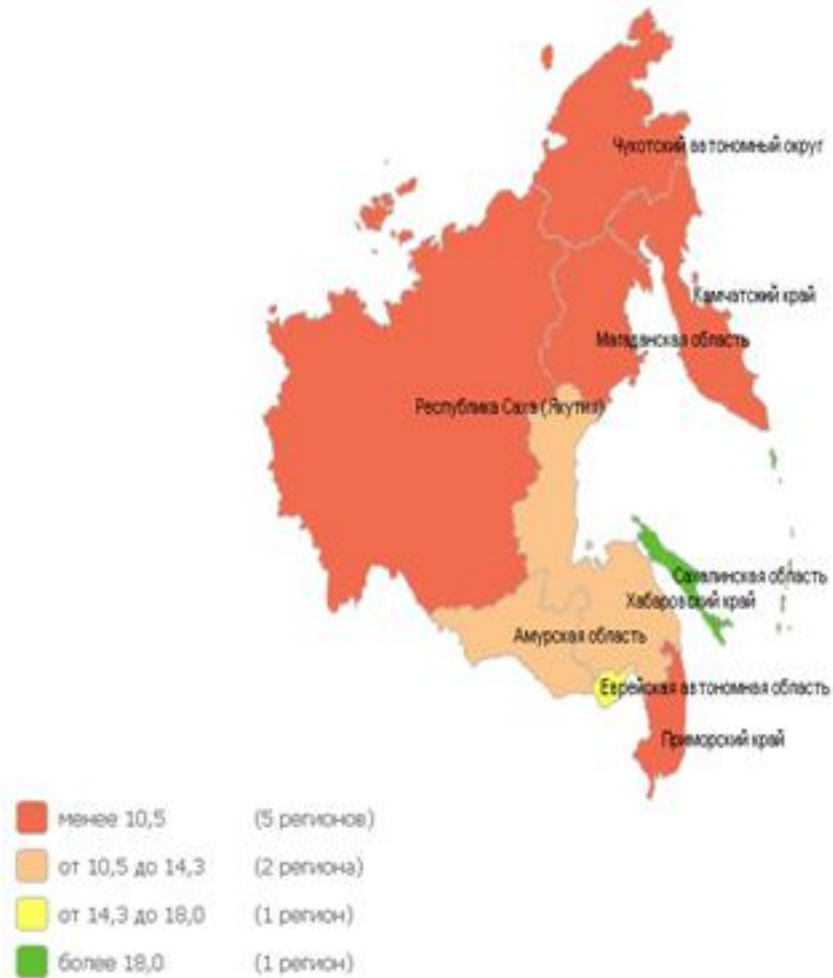 Чукотский автономный округ
Камчатский край
Магаданская область
Республика Саха (Якутия)
Сахалинская область
Хабаровский край
Амурская область
Еврейская автономная область
Приморский край
менее 10,5 (5 регионов)
от 10,5 до 14,3 (2 региона)
от 14,3 до 18,0 (1 регион)
более 18,0 (1 регион)